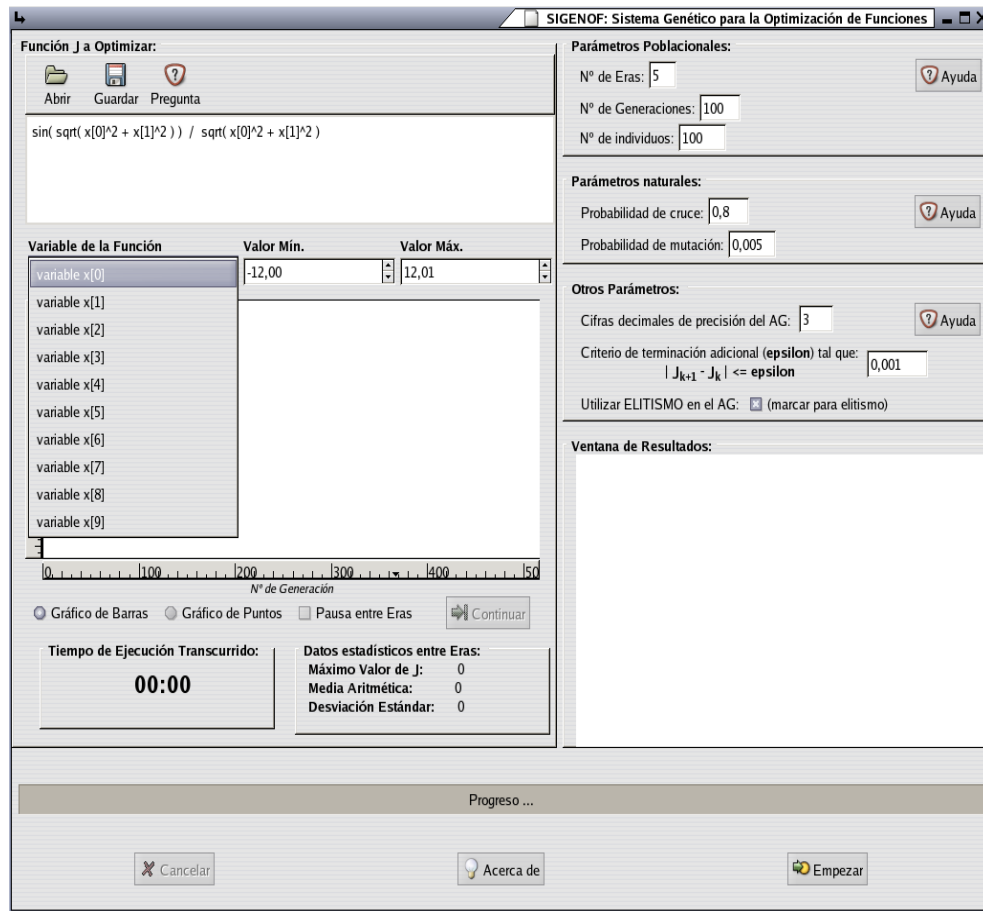 SIGENOF: Sistema Genético para la Optimización de Funciones
Función J a Optimizar:
Abrir Guardar Pregunta
sin( sqrt( x[0]^2 + x[1]^2 ) ) / sqrt( x[0]^2 + x[1]^2 )
Variable de la Función Valor Mín. Valor Máx.
variable x[0] -12,00 12,01
variable x[1]
variable x[2]
variable x[3]
variable x[4]
variable x[5]
variable x[6]
variable x[7]
variable x[8]
variable x[9]
0 100 200 300 400 50
Nº de Generación
Gráfico de Barras Gráfico de Puntos Pausa entre Eras Continuar
Tiempo de Ejecución Transcurrido:
00:00
Datos estadísticos entre Eras:
Máximo Valor de J: 0
Media Aritmética: 0
Desviación Estándar: 0
Parámetros Poblacionales:
Nº de Eras: 5 Ayuda
Nº de Generaciones: 100
Nº de individuos: 100
Parámetros naturales:
Probabilidad de cruce: 0,8 Ayuda
Probabilidad de mutación: 0,005
Otros Parámetros:
Cifras decimales de precisión del AG: 3 Ayuda
Criterio de terminación adicional (epsilon) tal que: 0,001
| Jk+1 - Jk | <= epsilon
Utilizar ELITISMO en el AG: (marcar para elitismo)
Ventana de Resultados:
Progreso ...
Cancelar Acerca de Empezar